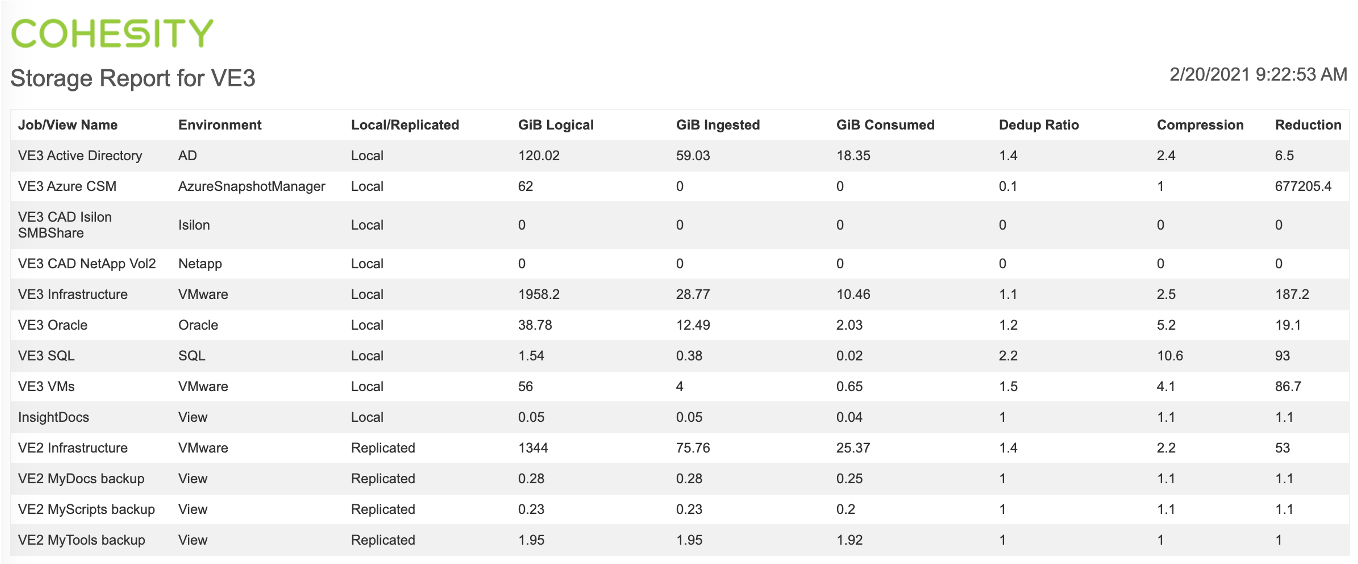 COHESITY
Storage Report for VE3
2/20/2021 9:22:53 AM
Job/View Name Environment Local/Replicated GiB Logical GiB Ingested GiB Consumed Dedup Ratio Compression Reduction
VE3 Active Directory AD Local 120.02 59.03 18.35 1.4 2.4 6.5
VE3 Azure CSM AzureSnapshotManager Local 62 0 0 0.1 1 677205.4
VE3 CAD Isilon
SMBShare Isilon Local 0 0 0 0 0 0
VE3 CAD NetApp Vol2 Netapp Local 0 0 0 0 0 0
VE3 Infrastructure VMware Local 1958.2 28.77 10.46 1.1 2.5 187.2
VE3 Oracle Oracle Local 38.78 12.49 2.03 1.2 5.2 19.1
VE3 SQL SQL Local 1.54 0.38 0.02 2.2 10.6 93
VE3 VMs VMware Local 56 4 0.65 1.5 4.1 86.7
InsightDocs View Local 0.05 0.05 0.04 1 1.1 1.1
VE2 Infrastructure VMware Replicated 1344 75.76 25.37 1.4 2.2 53
VE2 MyDocs backup View Replicated 0.28 0.28 0.25 1 1.1 1.1
VE2 MyScripts backup View Replicated 0.23 0.23 0.2 1 1.1 1.1
VE2 MyTools backup View Replicated 1.95 1.95 1.92 1 1 1